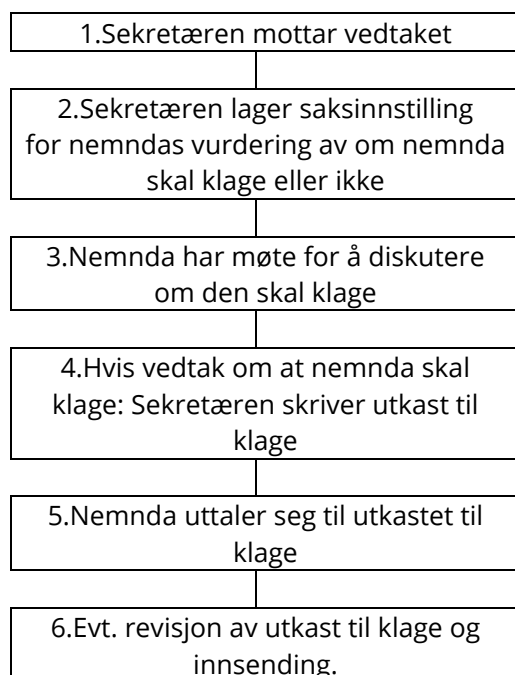 1.Sekretæren mottar vedtaket
2.Sekretæren lager saksinnstilling
for nemndas vurdering av om nemnda
skal klage eller ikke
3.Nemnda har møte for å diskutere
om den skal klage
4.Hvis vedtak om at nemnda skal
klage: Sekretæren skriver utkast til
klage
5.Nemnda uttaler seg til utkastet til
klage
6.Evt. revisjon av utkast til klage og
innsending.